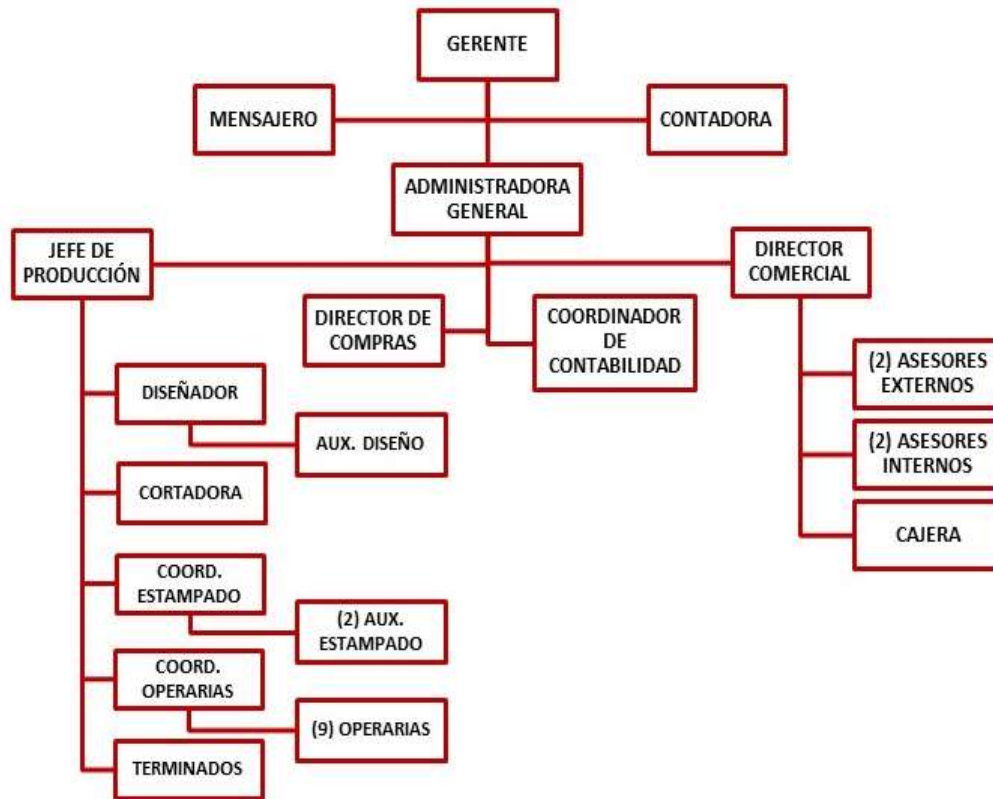 GERENTE
MENSAJERO
CONTADORA
ADMINISTRADORA
GENERAL
JEFE DE
PRODUCCIÓN
DIRECTOR
COMERCIAL
DIRECTOR DE
COMPRAS
COORDINADOR
DE
CONTABILIDAD
DISEÑADOR
AUX. DISEÑO
CORTADORA
COORD.
ESTAMPADO
(2) AUX.
ESTAMPADO
COORD.
OPERARIAS
(9) OPERARIAS
TERMINADOS
(2) ASESORES
EXTERNOS
(2) ASESORES
INTERNOS
CAJERA